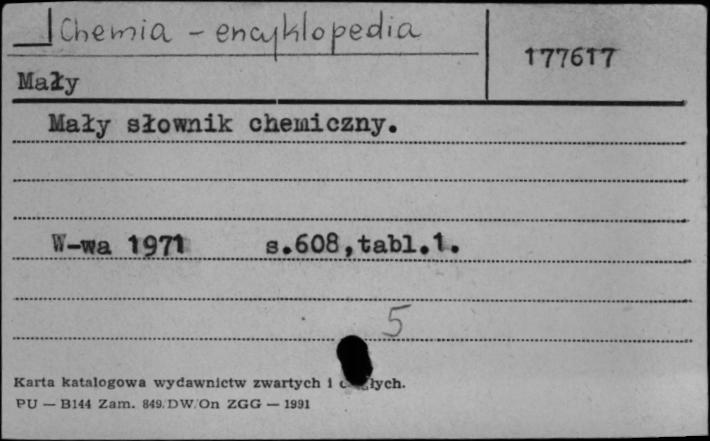 Chemia - encyklopedia
177617
Mały
Mały słownik chemiczny.
W-wa 1971 s.608,tabl.1.
5
Karta katalogowa wydawnictw zwartych i
PU — B144 Zam. 849/DW/On ZGG — 1991